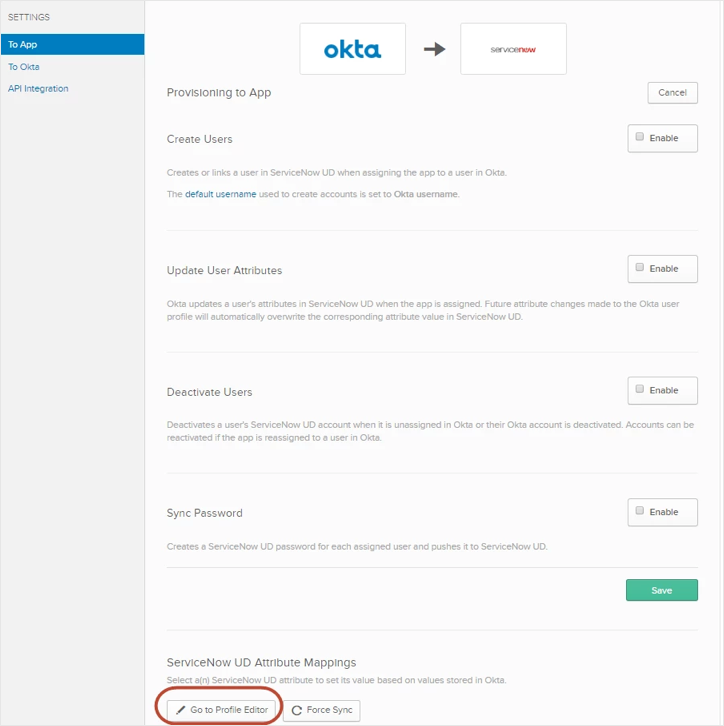 SETTINGS
To App
To Okta
API Integration
okta
servicenow
Provisioning to App
Cancel
Create Users
Enable
Creates or links a user in ServiceNow UD when assigning the app to a user in Okta.
The default username used to create accounts is set to Okta username.
Update User Attributes
Enable
Okta updates a user's attributes in ServiceNow UD when the app is assigned. Future attribute changes made to the Okta user
profile will automatically overwrite the corresponding attribute value in ServiceNow UD.
Deactivate Users
Enable
Deactivates a user's ServiceNow UD account when it is unassigned in Okta or their Okta account is deactivated. Accounts can be
reactivated if the app is reassigned to a user in Okta.
Sync Password
Enable
Creates a ServiceNow UD password for each assigned user and pushes it to ServiceNow UD.
Save
ServiceNow UD Attribute Mappings
Select a(n) ServiceNow UD attribute to set its value based on values stored in Okta.
Go to Profile Editor
Force Sync